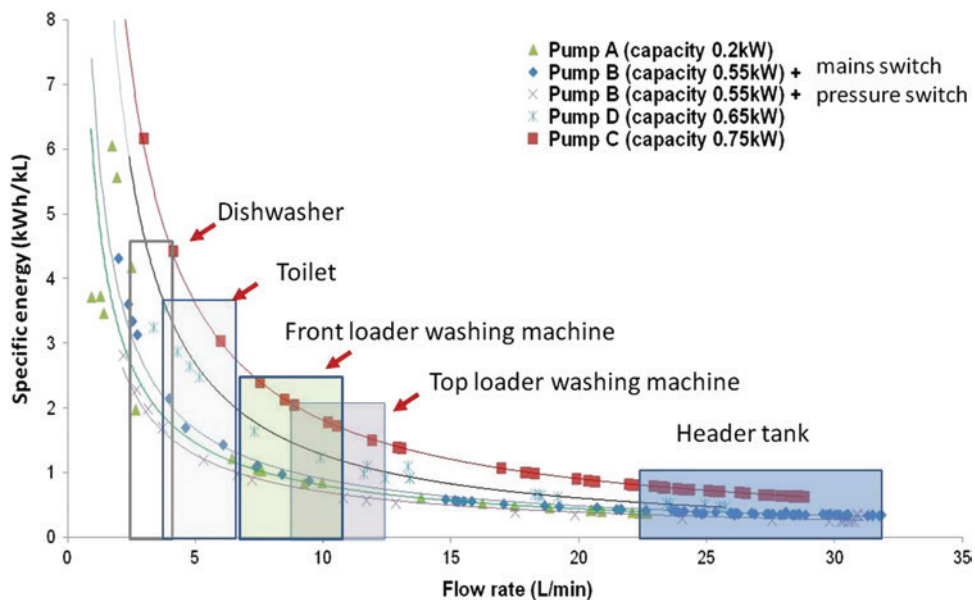 8
7
6
5
4
3
2
1
0
Specific energy (kWh/kL)
Pump A (capacity 0.2kW)
Pump B (capacity 0.55kW) + mains switch
Pump B (capacity 0.55kW) + pressure switch
Pump D (capacity 0.65kW)
Pump C (capacity 0.75kW)
Dishwasher
Toilet
Front loader washing machine
Top loader washing machine
Header tank
0 5 10 15 20 25 30 35
Flow rate (L/min)